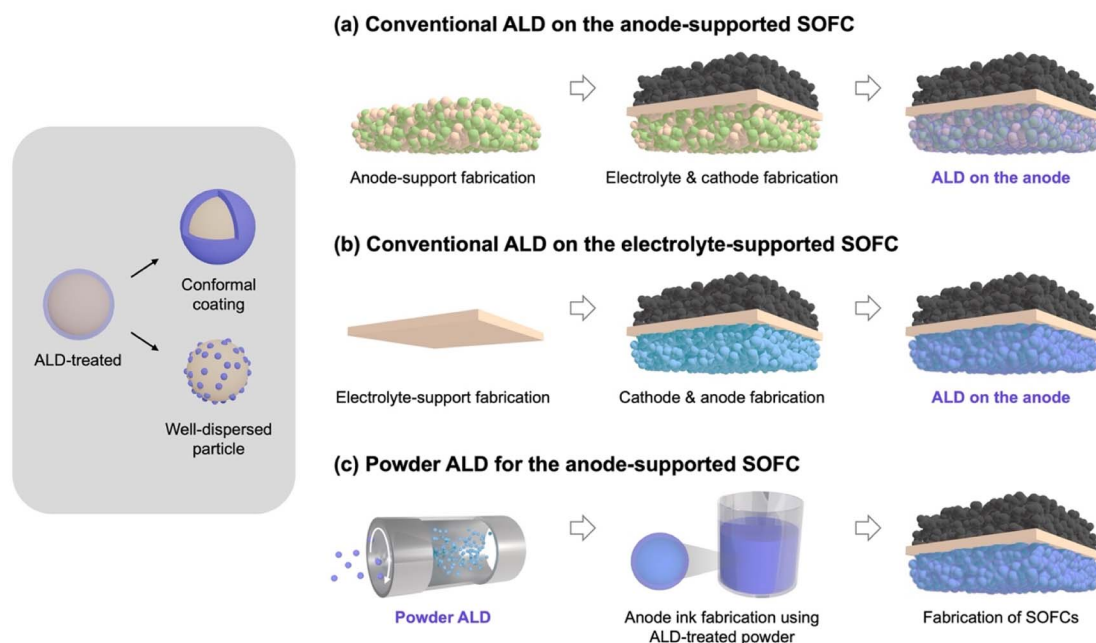 (a) Conventional ALD on the anode-supported SOFC
Anode-support fabrication
Electrolyte & cathode fabrication
ALD on the anode
ALD-treated
Conformal
coating
Well-dispersed
particle
(b) Conventional ALD on the electrolyte-supported SOFC
Electrolyte-support fabrication
Cathode & anode fabrication
ALD on the anode
(c) Powder ALD for the anode-supported SOFC
Powder ALD
Anode ink fabrication using
ALD-treated powder
Fabrication of SOFCs